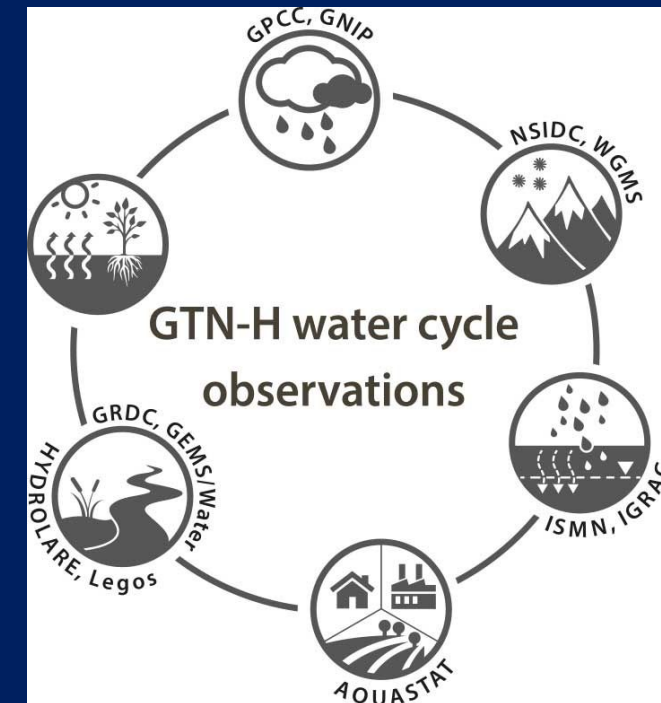 GPCC, GNIP
NSIDC, WGMS
GTN-H water cycle
observations
GRDC, GEMS/Water
HYDROLARE, Legos
ISMN, IGRAC
AQUASTAT